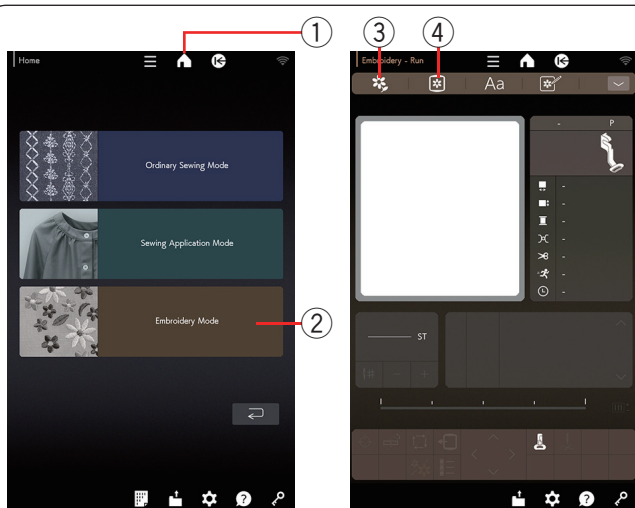 ①
③
④
Home
Embroidery - Run
Aa
- P
Ordinary Sewing Mode
Sewing Application Mode
Embroidery Mode
②
-
-
-
-
-
-
-
ST
- +
?
?